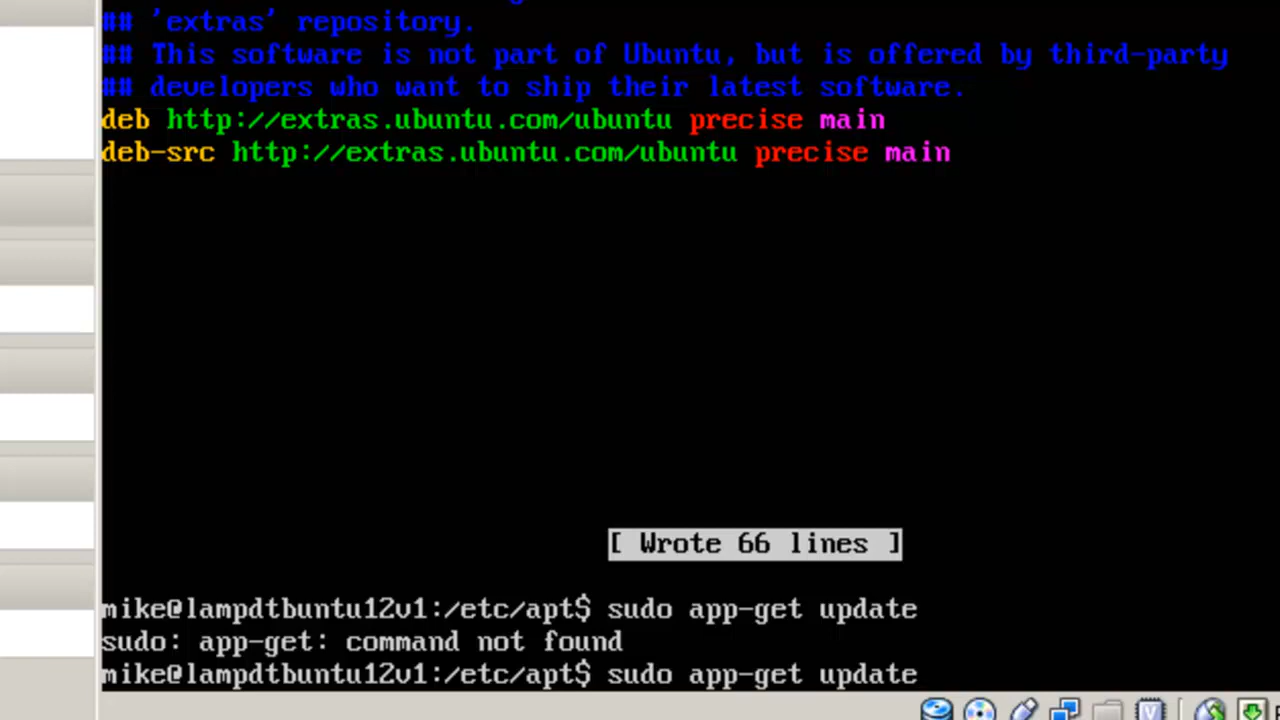 ## 'extras' repository.
## This software is not part of Ubuntu, but is offered by third-party
## developers who want to ship their latest software.
deb http://extras.ubuntu.com/ubuntu precise main
deb-src http://extras.ubuntu.com/ubuntu precise main
[ Wrote 66 lines ]
mike@lampdtbuntu12v1:/etc/apt$ sudo app-get update
sudo: app-get: command not found
mike@lampdtbuntu12v1:/etc/apt$ sudo app-get update